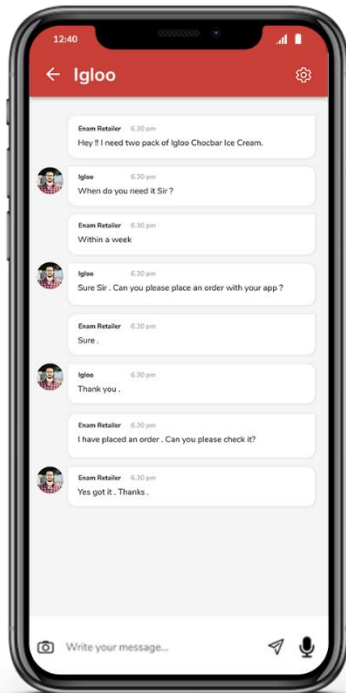 12:40
Igloo
Enam Retailer 6.30 pm
Hey !! I need two pack of Igloo Chocbar Ice Cream.
Igloo 6.30 pm
When do you need it Sir ?
Enam Retailer 6.30 pm
Within a week
Igloo 6.30 pm
Sure Sir . Can you please place an order with your app ?
Enam Retailer 6.30 pm
Sure .
Igloo 6.30 pm
Thank you .
Enam Retailer 6.30 pm
I have placed an order . Can you please check it?
Igloo 6.30 pm
Yes got it . Thanks .
Write your message...